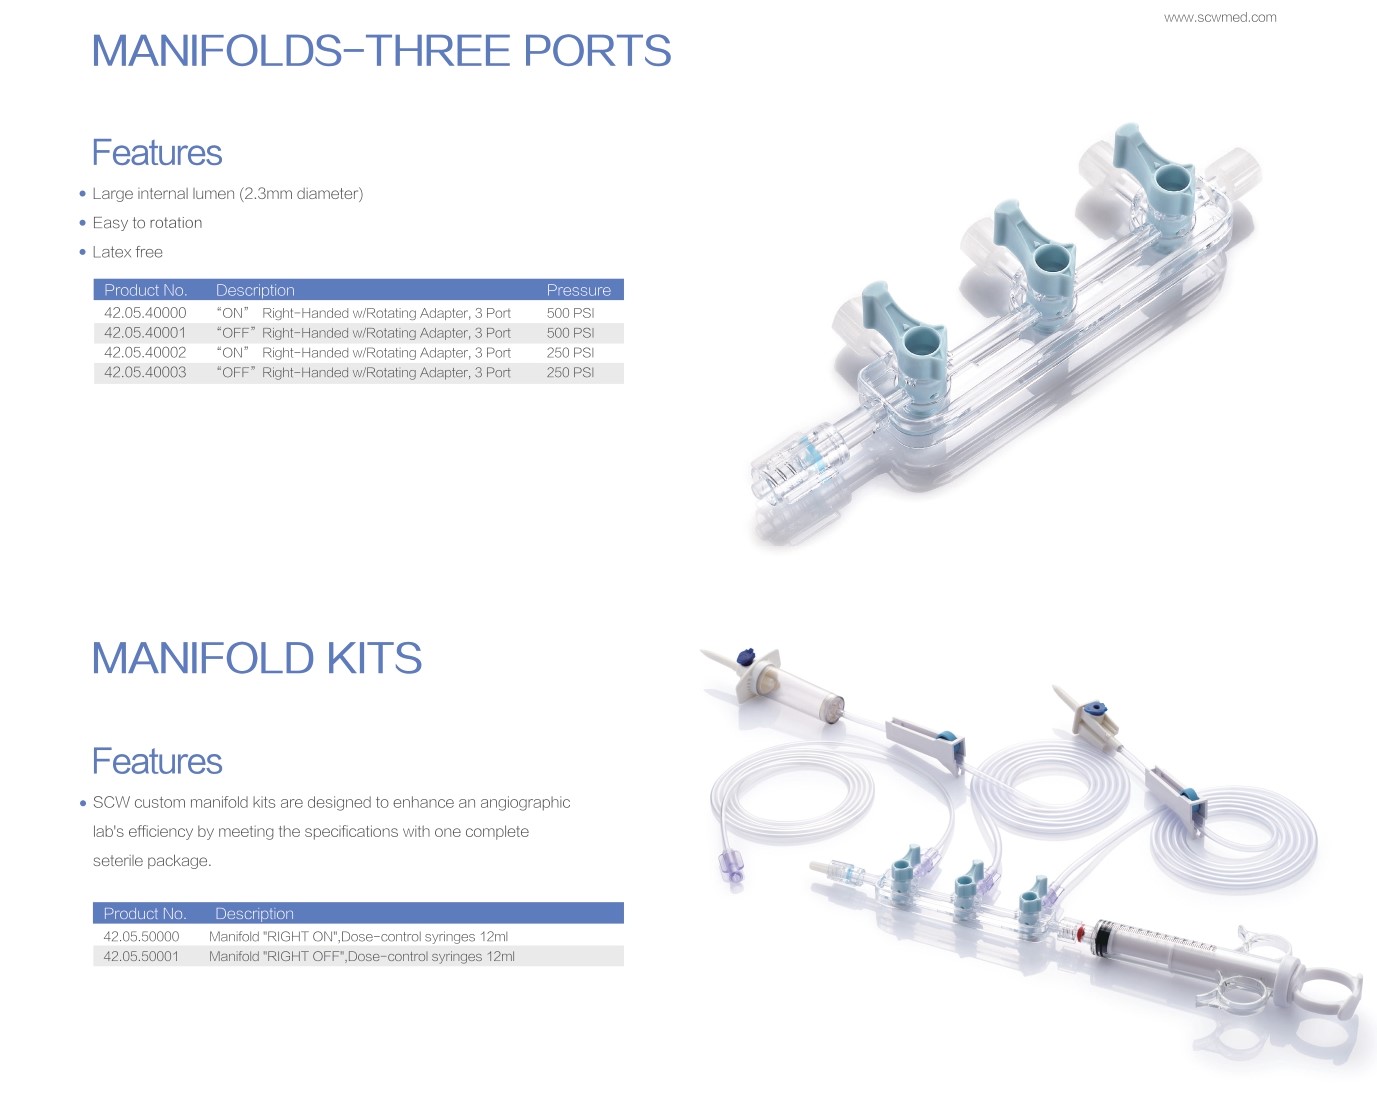 www.scwmed.com
MANIFOLDS-THREE PORTS
Features
• Large internal lumen (2.3mm diameter)
• Easy to rotation
• Latex free
Product No. Description Pressure
42.05.40000 “ON” Right-Handed w/Rotating Adapter, 3 Port 500 PSI
42.05.40001 “OFF” Right-Handed w/Rotating Adapter, 3 Port 500 PSI
42.05.40002 “ON” Right-Handed w/Rotating Adapter, 3 Port 250 PSI
42.05.40003 “OFF” Right-Handed w/Rotating Adapter, 3 Port 250 PSI
MANIFOLD KITS
Features
• SCW custom manifold kits are designed to enhance an angiographic
lab's efficiency by meeting the specifications with one complete
seterile package.
Product No. Description
42.05.50000 Manifold "RIGHT ON",Dose-control syringes 12ml
42.05.50001 Manifold "RIGHT OFF",Dose-control syringes 12ml